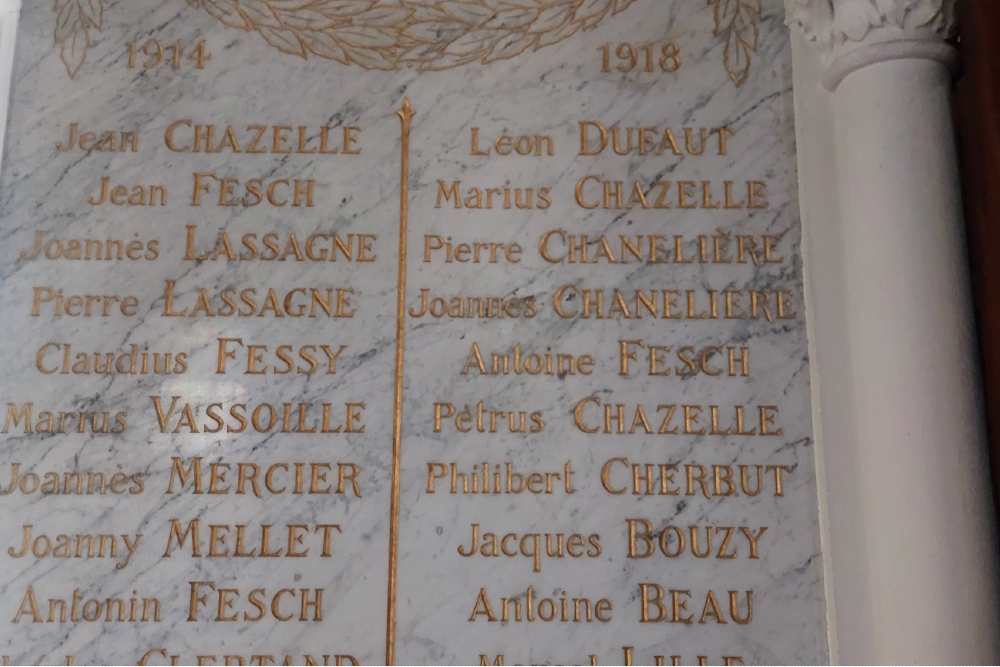 1914 1918
Jean CHAZELLE
Jean FESCH
Joannès LASSAGNE
Pierre LASSAGNE
Claudius FESSY
Marius VASSOILLE
Joannès MERCIER
Joanny MELLET
Antonin FESCH
Léon DUFAUT
Marius CHAZELLE
Pierre CHANELIÈRE
Joannès CHANELIÈRE
Antoine FESCH
Pétrus CHAZELLE
Philibert CHERBUT
Jacques BOUZY
Antoine BEAU